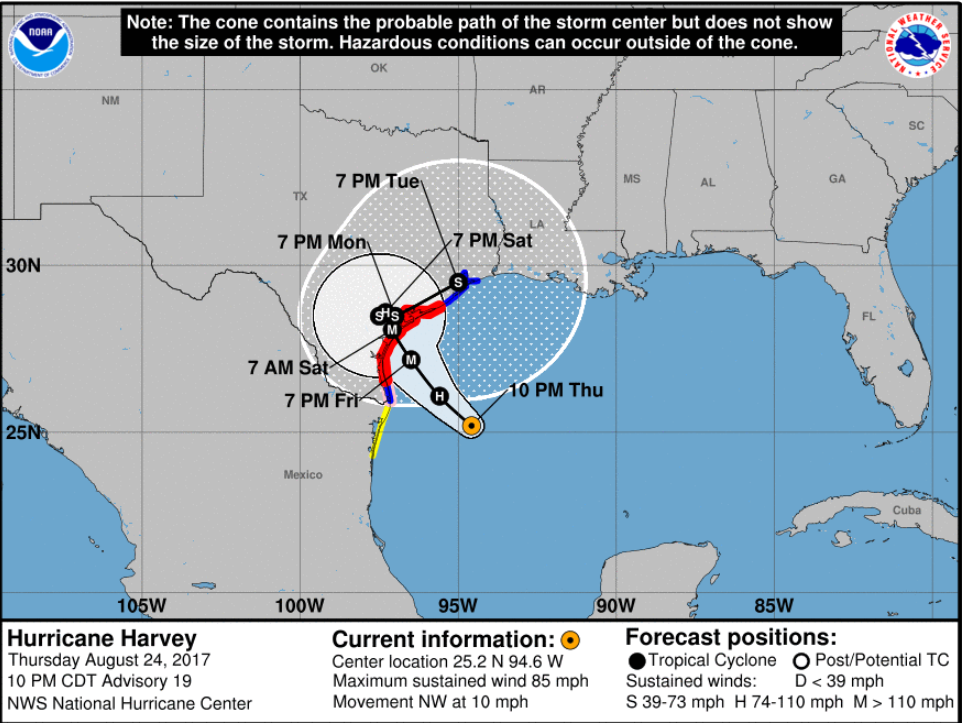 Note: The cone contains the probable path of the storm center but does not show
the size of the storm. Hazardous conditions can occur outside of the cone.
NOAA
NATIONAL WEATHER SERVICE
OK
NM
AR
SC
MS
AL
GA
TX
7 PM Tue
LA
7 PM Mon
7 PM Sat
30N
S
S
H
S
M
FL
7 AM Sat
M
7 PM Fri
H
10 PM Thu
25N
Mexico
Cuba
105W
100W
95W
90W
85W
Hurricane Harvey
Thursday August 24, 2017
10 PM CDT Advisory 19
NWS National Hurricane Center
Current information:
Center location 25.2 N 94.6 W
Maximum sustained wind 85 mph
Movement NW at 10 mph
Forecast positions:
Tropical Cyclone Post/Potential TC
Sustained winds: D < 39 mph
S 39-73 mph H 74-110 mph M > 110 mph